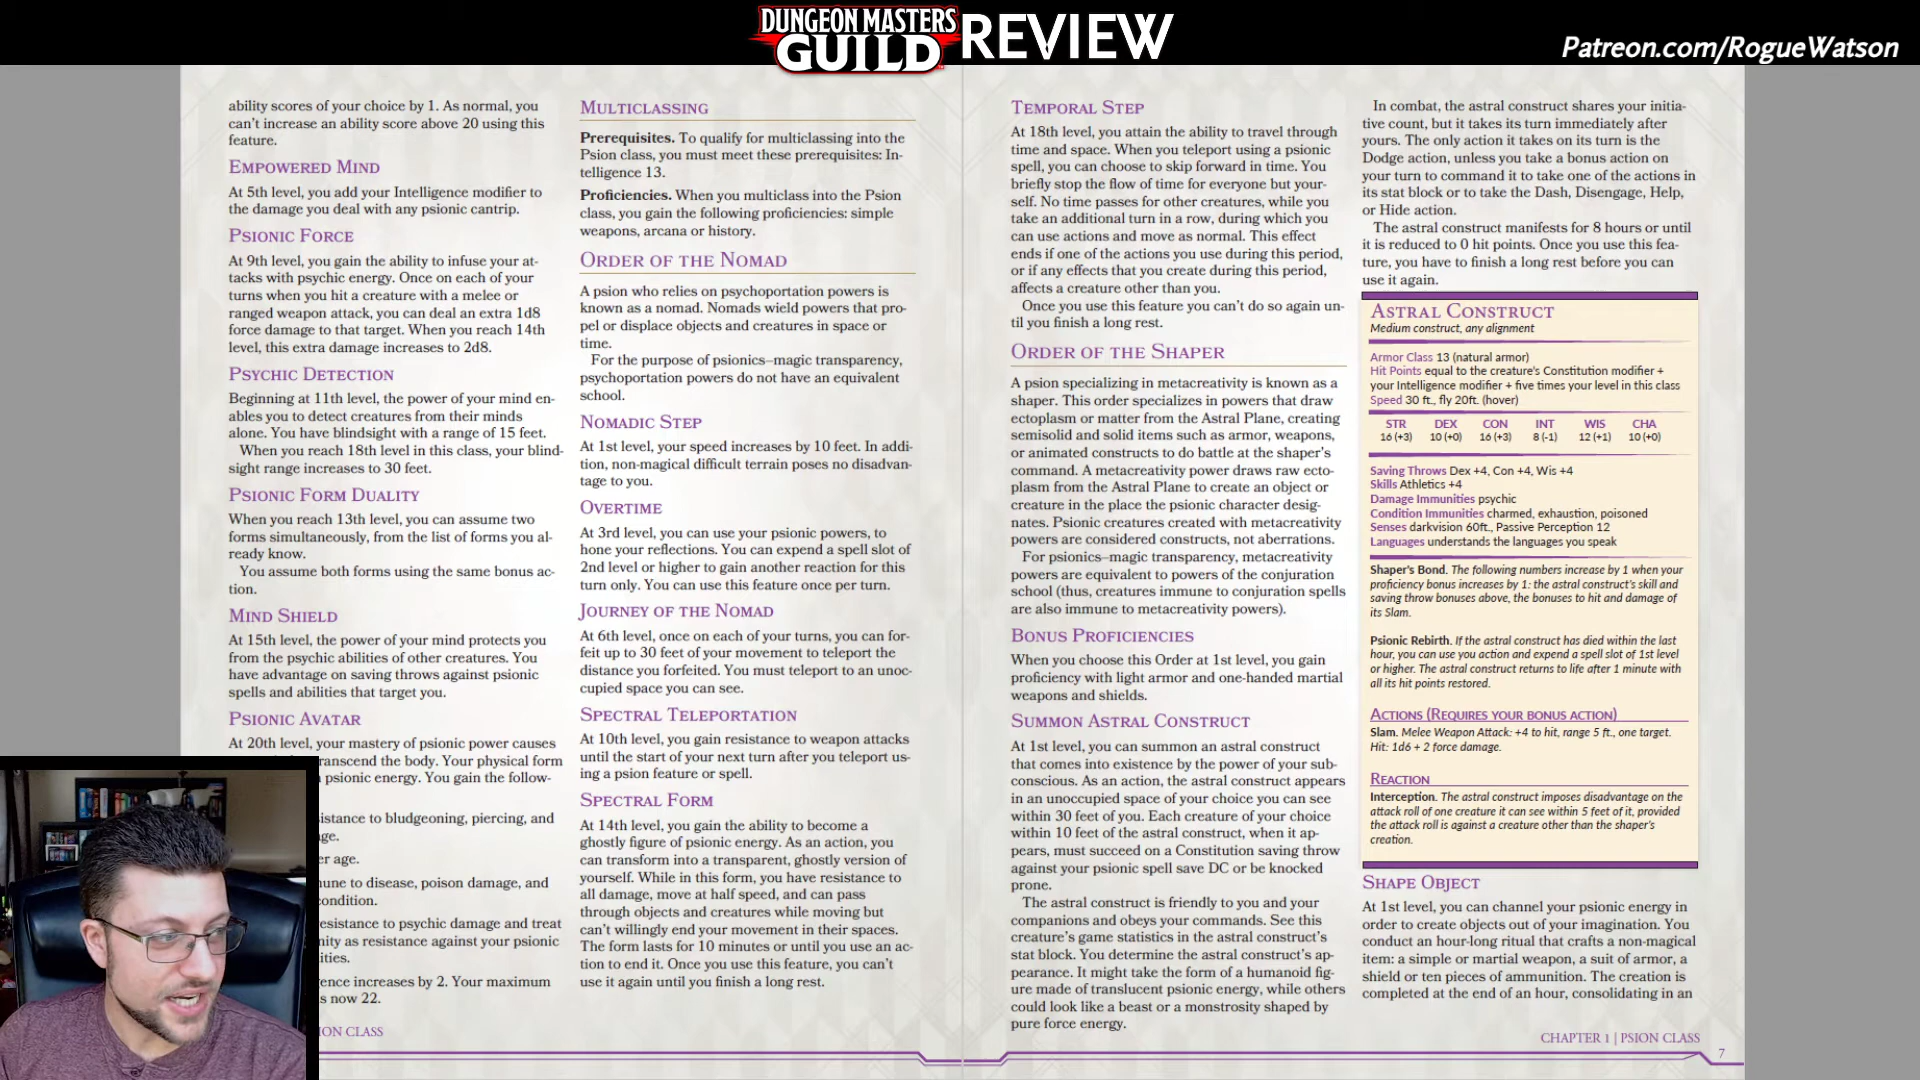 DUNGEON MASTERS
GUILD REVIEW
Patreon.com/RogueWatson
ability scores of your choice by 1. As normal, you
can't increase an ability score above 20 using this
feature.
EMPOWERED MIND
At 5th level, you add your Intelligence modifier to
the damage you deal with any psionic cantrip.
PSIONIC FORCE
At 9th level, you gain the ability to infuse your at-
tacks with psychic energy. Once on each of your
turns when you hit a creature with a melee or
ranged weapon attack, you can deal an extra 1d8
force damage to that target. When you reach 14th
level, this extra damage increases to 2d8.
PSYCHIC DETECTION
Beginning at 11th level, the power of your mind en-
ables you to detect creatures from their minds
alone. You have blindsight with a range of 15 feet.
When you reach 18th level in this class, your blind-
sight range increases to 30 feet.
PSIONIC FORM DUALITY
When you reach 13th level, you can assume two
forms simultaneously, from the list of forms you al-
ready know.
You assume both forms using the same bonus ac-
tion.
MIND SHIELD
At 15th level, the power of your mind protects you
from the psychic abilities of other creatures. You
have advantage on saving throws against psionic
spells and abilities that target you.
PSIONIC AVATAR
At 20th level, your mastery of psionic power causes
transcend the body. Your physical form
psionic energy. You gain the follow-
istance to bludgeoning, piercing, and
ge.
er age.
une to disease, poison damage, and
condition.
esistance to psychic damage and treat
nity as resistance against your psionic
ities.
ence increases by 2. Your maximum
s now 22.
ION CLASS
MULTICLASSING
Prerequisites. To qualify for multiclassing into the
Psion class, you must meet these prerequisites: In-
telligence 13.
Proficiencies. When you multiclass into the Psion
class, you gain the following proficiencies: simple
weapons, arcana or history.
ORDER OF THE NOMAD
A psion who relies on psychoportation powers is
known as a nomad. Nomads wield powers that pro-
pel or displace objects and creatures in space or
time.
For the purpose of psionics–magic transparency,
psychoportation powers do not have an equivalent
school.
NOMADIC STEP
At 1st level, your speed increases by 10 feet. In addi-
tion, non-magical difficult terrain poses no disadvan-
tage to you.
OVERTIME
At 3rd level, you can use your psionic powers, to
hone your reflections. You can expend a spell slot of
2nd level or higher to gain another reaction for this
turn only. You can use this feature once per turn.
JOURNEY OF THE NOMAD
At 6th level, once on each of your turns, you can for-
feit up to 30 feet of your movement to teleport the
distance you forfeited. You must teleport to an unoc-
cupied space you can see.
SPECTRAL TELEPORTATION
At 10th level, you gain resistance to weapon attacks
until the start of your next turn after you teleport us-
ing a psion feature or spell.
SPECTRAL FORM
At 14th level, you gain the ability to become a
ghostly figure of psionic energy. As an action, you
can transform into a transparent, ghostly version of
yourself. While in this form, you have resistance to
all damage, move at half speed, and can pass
through objects and creatures while moving but
can't willingly end your movement in their spaces.
The form lasts for 10 minutes or until you use an ac-
tion to end it. Once you use this feature, you can't
use it again until you finish a long rest.
TEMPORAL STEP
At 18th level, you attain the ability to travel through
time and space. When you teleport using a psionic
spell, you can choose to skip forward in time. You
briefly stop the flow of time for everyone but your-
self. No time passes for other creatures, while you
take an additional turn in a row, during which you
can use actions and move as normal. This effect
ends if one of the actions you use during this period,
or if any effects that you create during this period,
affects a creature other than you.
Once you use this feature you can't do so again un-
til you finish a long rest.
ORDER OF THE SHAPER
A psion specializing in metacreativity is known as a
shaper. This order specializes in powers that draw
ectoplasm or matter from the Astral Plane, creating
semisolid and solid items such as armor, weapons,
or animated constructs to do battle at the shaper's
command. A metacreativity power draws raw ecto-
plasm from the Astral Plane to create an object or
creature in the place the psionic character desig-
nates. Psionic creatures created with metacreativity
powers are considered constructs, not aberrations.
For psionics–magic transparency, metacreativity
powers are equivalent to powers of the conjuration
school (thus, creatures immune to conjuration spells
are also immune to metacreativity powers).
BONUS PROFICIENCIES
When you choose this Order at 1st level, you gain
proficiency with light armor and one-handed martial
weapons and shields.
SUMMON ASTRAL CONSTRUCT
At 1st level, you can summon an astral construct
that comes into existence by the power of your sub-
conscious. As an action, the astral construct appears
in an unoccupied space of your choice you can see
within 30 feet of you. Each creature of your choice
within 10 feet of the astral construct, when it ap-
pears, must succeed on a Constitution saving throw
against your psionic spell save DC or be knocked
prone.
The astral construct is friendly to you and your
companions and obeys your commands. See this
creature's game statistics in the astral construct's
stat block. You determine the astral construct's ap-
pearance. It might take the form of a humanoid fig-
ure made of translucent psionic energy, while others
could look like a beast or a monstrosity shaped by
pure force energy.
In combat, the astral construct shares your initia-
tive count, but it takes its turn immediately after
yours. The only action it takes on its turn is the
Dodge action, unless you take a bonus action on
your turn to command it to take one of the actions in
its stat block or to take the Dash, Disengage, Help,
or Hide action.
The astral construct manifests for 8 hours or until
it is reduced to 0 hit points. Once you use this fea-
ture, you have to finish a long rest before you can
use it again.
ASTRAL CONSTRUCT
Medium construct, any alignment
Armor Class 13 (natural armor)
Hit Points equal to the creature's Constitution modifier +
your Intelligence modifier + five times your level in this class
Speed 30 ft., fly 20ft. (hover)
STR DEX CON INT WIS CHA
16 (+3) 10 (+0) 16 (+3) 8 (-1) 12 (+1) 10 (+0)
Saving Throws Dex +4, Con +4, Wis +4
Skills Athletics +4
Damage Immunities psychic
Condition Immunities charmed, exhaustion, poisoned
Senses darkvision 60ft., Passive Perception 12
Languages understands the languages you speak
Shaper's Bond. The following numbers increase by 1 when your
proficiency bonus increases by 1: the astral construct's skill and
saving throw bonuses above, the bonuses to hit and damage of
its Slam.
Psionic Rebirth. If the astral construct has died within the last
hour, you can use you action and expend a spell slot of 1st level
or higher. The astral construct returns to life after 1 minute with
all its hit points restored.
ACTIONS (REQUIRES YOUR BONUS ACTION)
Slam. Melee Weapon Attack: +4 to hit, range 5 ft., one target.
Hit: 1d6 + 2 force damage.
REACTION
Interception. The astral construct imposes disadvantage on the
attack roll of one creature it can see within 5 feet of it, provided
the attack roll is against a creature other than the shaper's
creation.
SHAPE OBJECT
At 1st level, you can channel your psionic energy in
order to create objects out of your imagination. You
conduct an hour-long ritual that crafts a non-magical
item: a simple or martial weapon, a suit of armor, a
shield or ten pieces of ammunition. The creation is
completed at the end of an hour, consolidating in an
CHAPTER 1 | PSION CLASS
7